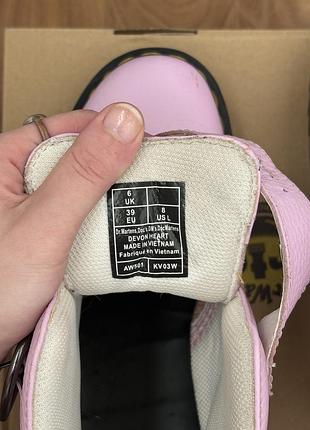 6
UK
39
EU
8
US L
Dr. Martens, Doc's, DM's, Doc Martens
DEVON HEART
MADE IN VIETNAM
Fabriqué en Vietnam
AW501
KV03W